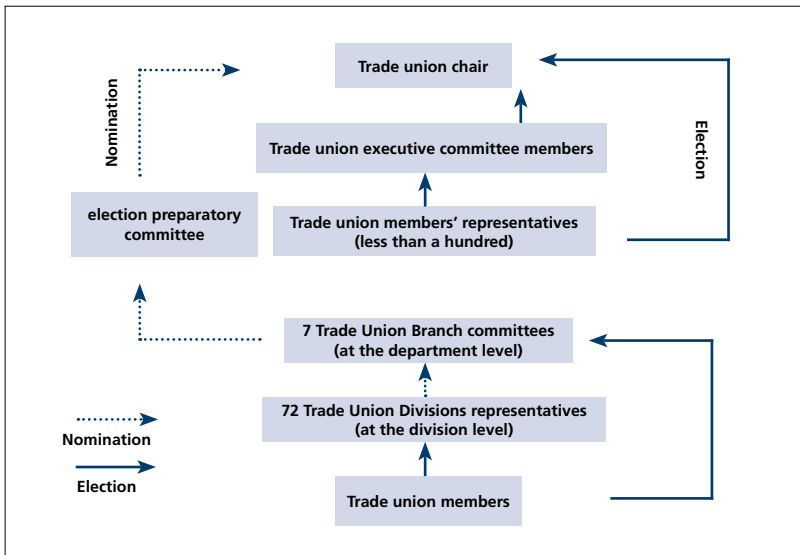 Trade union chair
Nomination
Election
Trade union executive committee members
election preparatory
committee
Trade union members’ representatives
(less than a hundred)
7 Trade Union Branch committees
(at the department level)
72 Trade Union Divisions representatives
(at the division level)
Nomination
Election
Trade union members